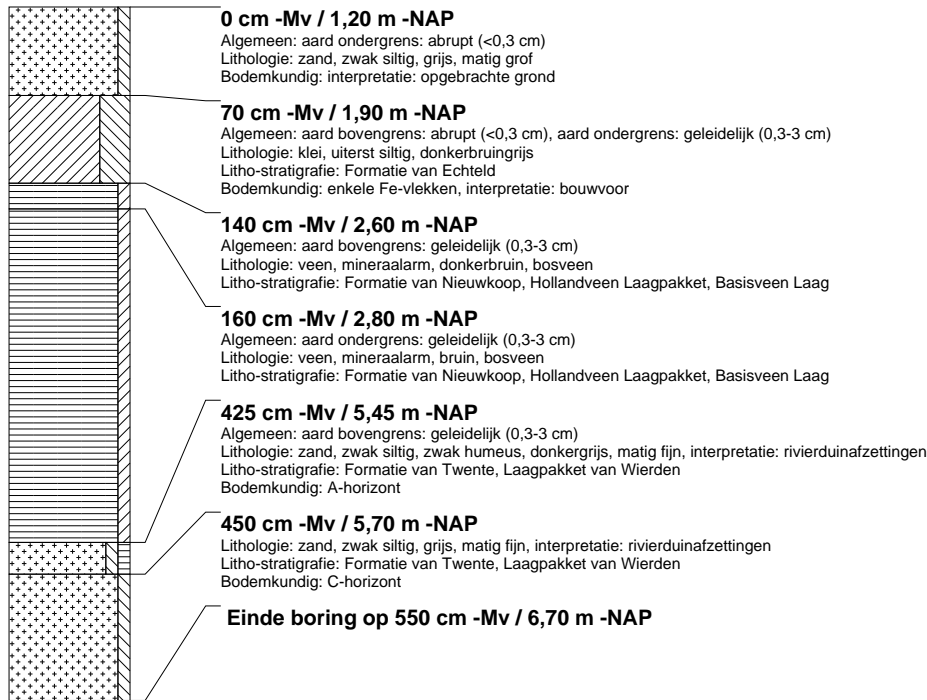 0 cm -Mv / 1,20 m -NAP
Algemeen: aard ondergrens: abrupt (<0,3 cm)
Lithologie: zand, zwak siltig, grijs, matig grof
Bodemkundig: interpretatie: opgebrachte grond
70 cm -Mv / 1,90 m -NAP
Algemeen: aard bovengrens: abrupt (<0,3 cm), aard ondergrens: geleidelijk (0,3-3 cm)
Lithologie: klei, uiterst siltig, donkerbruingrijs
Litho-stratigrafie: Formatie van Echteld
Bodemkundig: enkele Fe-vlekken, interpretatie: bouwvoor
140 cm -Mv / 2,60 m -NAP
Algemeen: aard bovengrens: geleidelijk (0,3-3 cm)
Lithologie: veen, mineraalarm, donkerbruin, bosveen
Litho-stratigrafie: Formatie van Nieuwkoop, Hollandveen Laagpakket, Basisveen Laag
160 cm -Mv / 2,80 m -NAP
Algemeen: aard ondergrens: geleidelijk (0,3-3 cm)
Lithologie: veen, mineraalarm, bruin, bosveen
Litho-stratigrafie: Formatie van Nieuwkoop, Hollandveen Laagpakket, Basisveen Laag
425 cm -Mv / 5,45 m -NAP
Algemeen: aard bovengrens: geleidelijk (0,3-3 cm)
Lithologie: zand, zwak siltig, zwak humeus, donkergrijs, matig fijn, interpretatie: rivierduinafzettingen
Litho-stratigrafie: Formatie van Twente, Laagpakket van Wierden
Bodemkundig: A-horizont
450 cm -Mv / 5,70 m -NAP
Lithologie: zand, zwak siltig, grijs, matig fijn, interpretatie: rivierduinafzettingen
Litho-stratigrafie: Formatie van Twente, Laagpakket van Wierden
Bodemkundig: C-horizont
Einde boring op 550 cm -Mv / 6,70 m -NAP